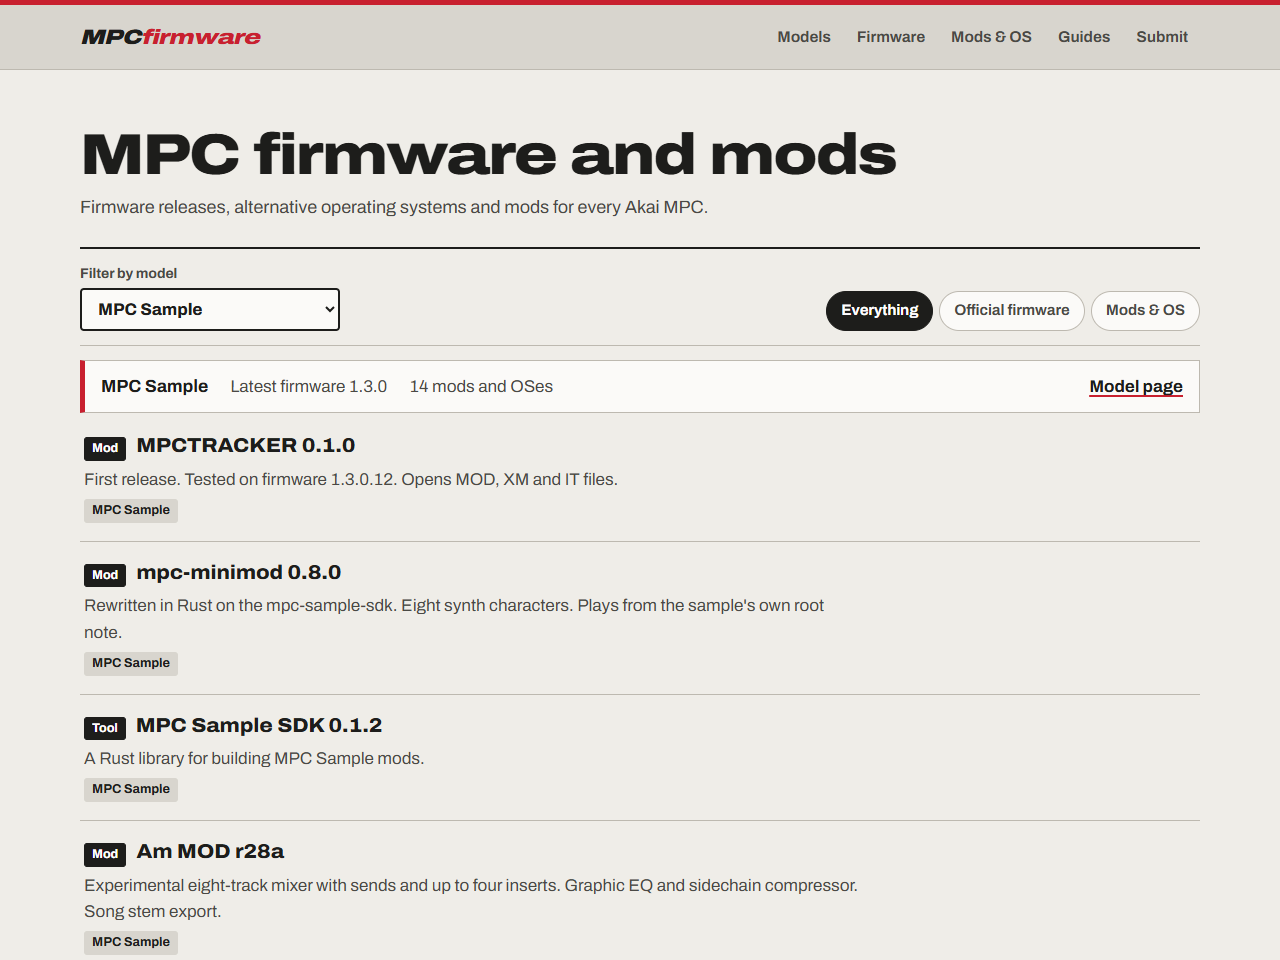 MPCfirmware
Models Firmware Mods & OS Guides Submit
MPC firmware and mods
Firmware releases, alternative operating systems and mods for every Akai MPC.
Filter by model
MPC Sample
Everything Official firmware Mods & OS
MPC Sample Latest firmware 1.3.0 14 mods and OSes Model page
Mod MPCTRACKER 0.1.0
First release. Tested on firmware 1.3.0.12. Opens MOD, XM and IT files.
MPC Sample
Mod mpc-minimod 0.8.0
Rewritten in Rust on the mpc-sample-sdk. Eight synth characters. Plays from the sample's own root
note.
MPC Sample
Tool MPC Sample SDK 0.1.2
A Rust library for building MPC Sample mods.
MPC Sample
Mod Am MOD r28a
Experimental eight-track mixer with sends and up to four inserts. Graphic EQ and sidechain compressor.
Song stem export.
MPC Sample